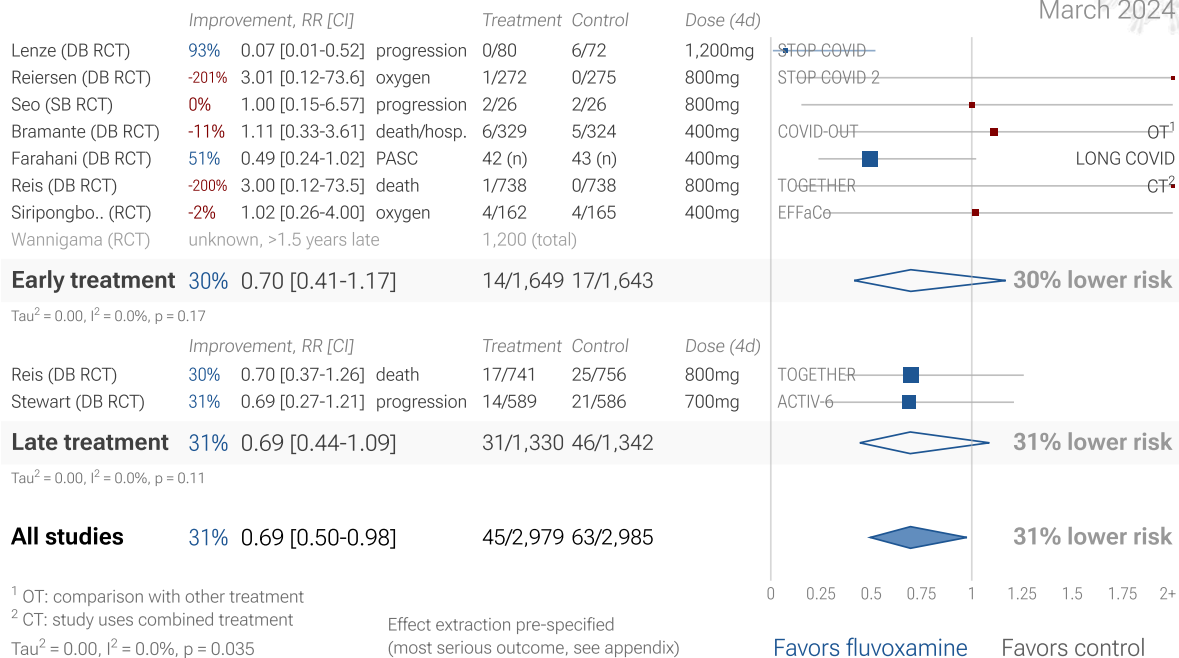 March 2024
Improvement, RR [CI] Treatment Control Dose (4d)
Lenze (DB RCT) 93% 0.07 [0.01-0.52] progression 0/80 6/72 1,200mg STOP COVID
Reiersen (DB RCT) -201% 3.01 [0.12-73.6] oxygen 1/272 0/275 800mg STOP COVID 2
Seo (SB RCT) 0% 1.00 [0.15-6.57] progression 2/26 2/26 800mg
Bramante (DB RCT) -11% 1.11 [0.33-3.61] death/hosp. 6/329 5/324 400mg COVID-OUT OT1
Farahani (DB RCT) 51% 0.49 [0.24-1.02] PASC 42 (n) 43 (n) 400mg LONG COVID
Reis (DB RCT) -200% 3.00 [0.12-73.5] death 1/738 0/738 800mg TOGETHER CT2
Siripongbo.. (RCT) -2% 1.02 [0.26-4.00] oxygen 4/162 4/165 400mg EFFaCo
Wannigama (RCT) unknown, >1.5 years late 1,200 (total)
Early treatment 30% 0.70 [0.41-1.17] 14/1,649 17/1,643 30% lower risk
Tau2 = 0.00, I2 = 0.0%, p = 0.17
Improvement, RR [CI] Treatment Control Dose (4d)
Reis (DB RCT) 30% 0.70 [0.37-1.26] death 17/741 25/756 800mg TOGETHER
Stewart (DB RCT) 31% 0.69 [0.27-1.21] progression 14/589 21/586 700mg ACTIV-6
Late treatment 31% 0.69 [0.44-1.09] 31/1,330 46/1,342 31% lower risk
Tau2 = 0.00, I2 = 0.0%, p = 0.11
All studies 31% 0.69 [0.50-0.98] 45/2,979 63/2,985 31% lower risk
0 0.25 0.5 0.75 1 1.25 1.5 1.75 2+
1 OT: comparison with other treatment
2 CT: study uses combined treatment
Tau2 = 0.00, I2 = 0.0%, p = 0.035
Effect extraction pre-specified
(most serious outcome, see appendix)
Favors fluvoxamine Favors control